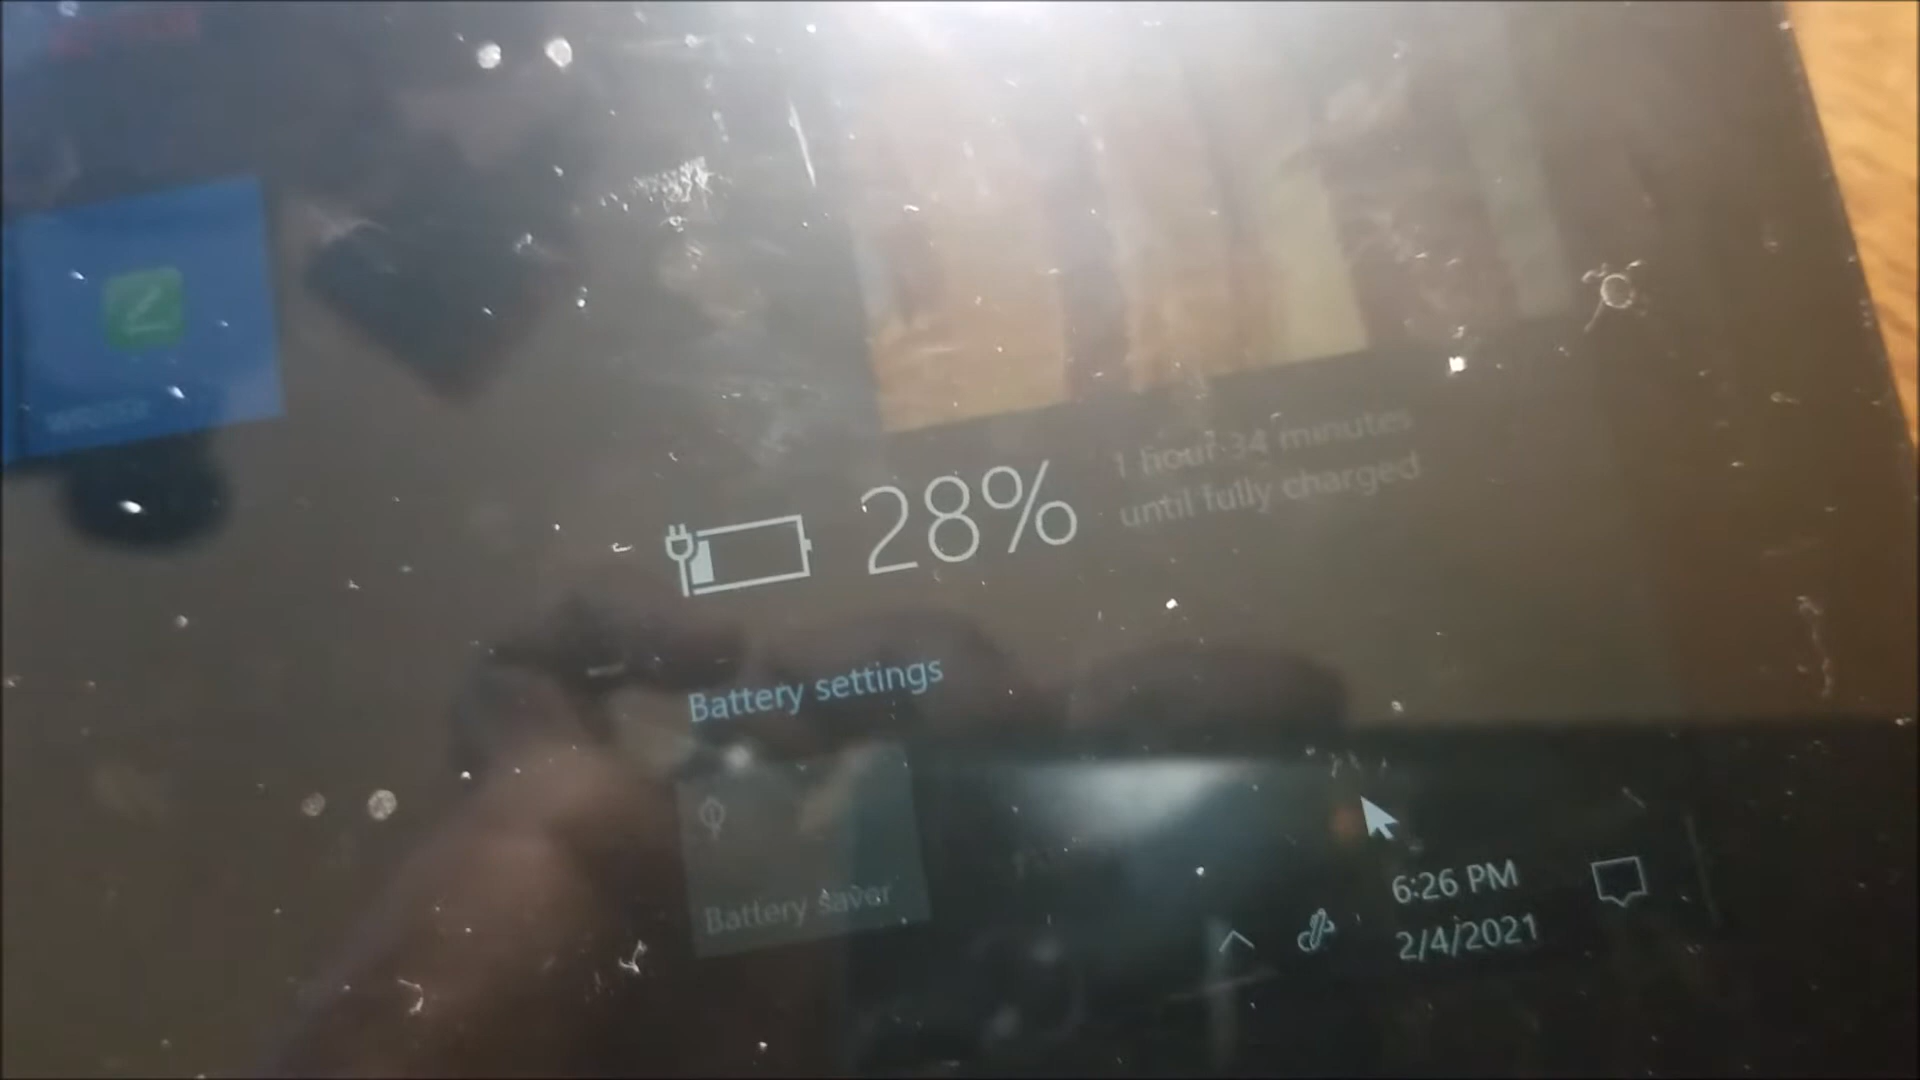 28%
1 hour 34 minutes
until fully charged
Battery settings
Battery saver
6:26 PM
2/4/2021